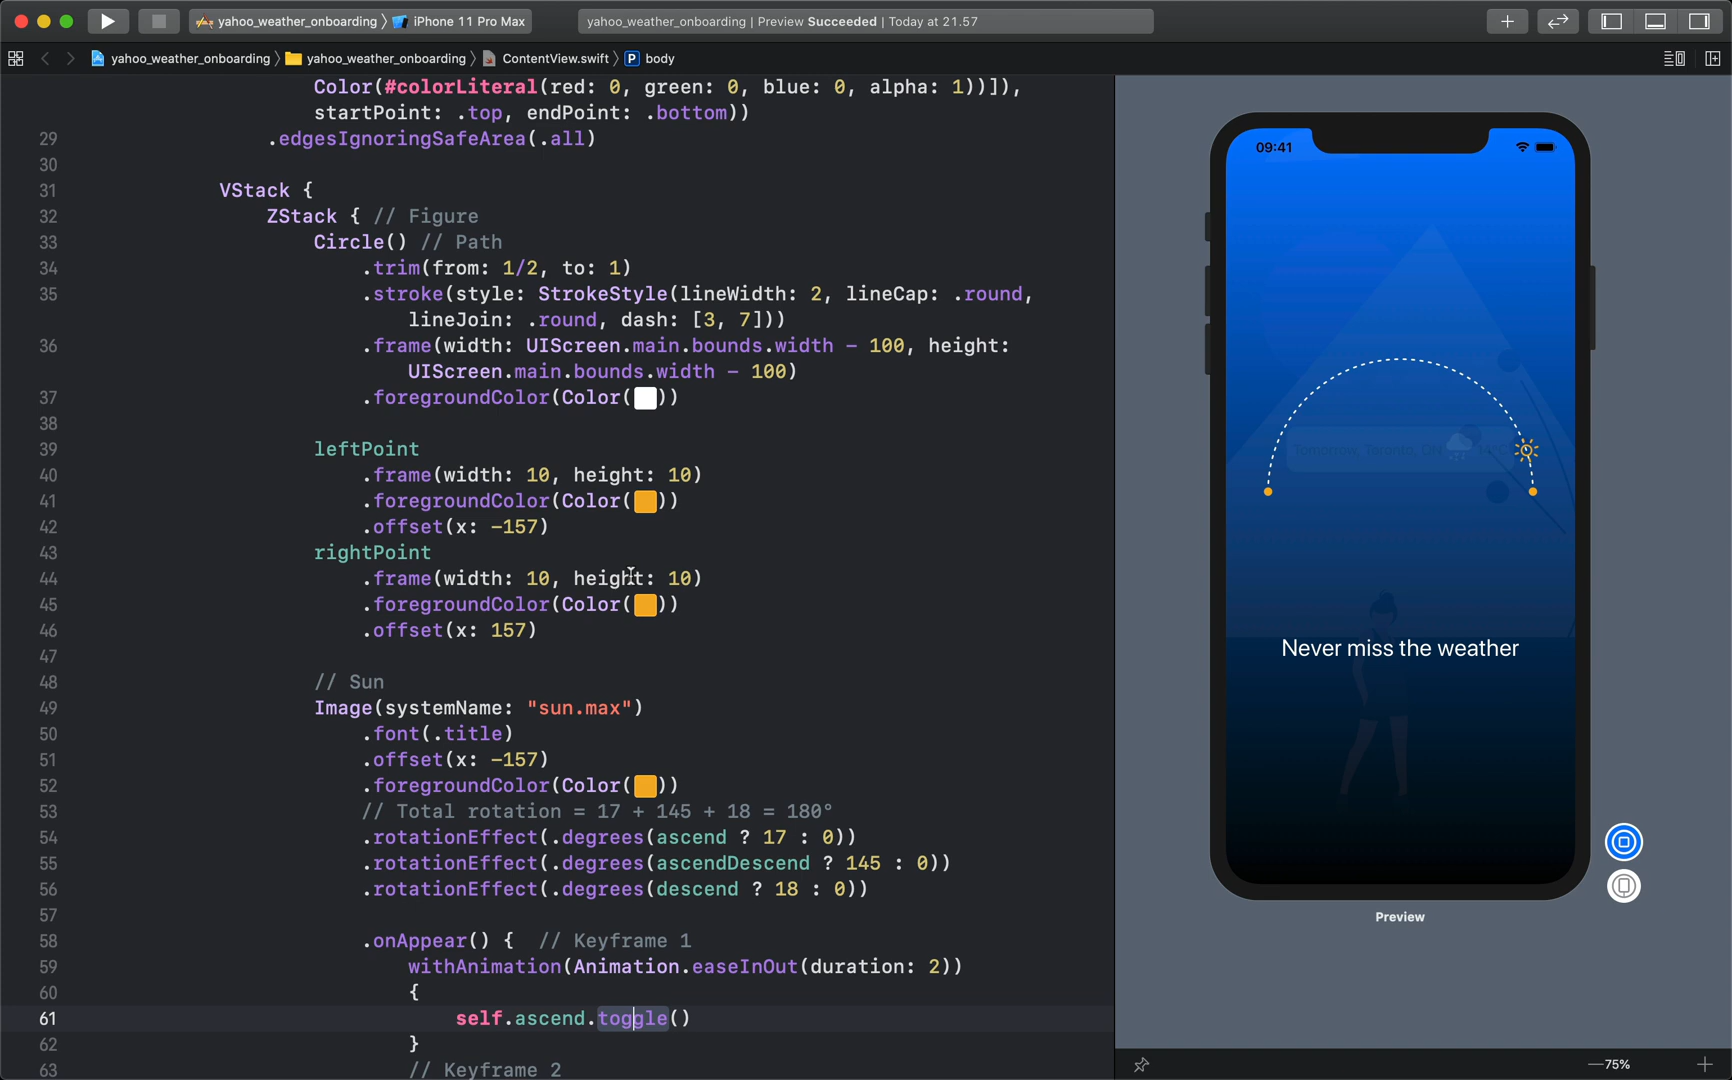 yahoo_weather_onboarding
iPhone 11 Pro Max
yahoo_weather_onboarding | Preview Succeeded | Today at 21.57
yahoo_weather_onboarding
yahoo_weather_onboarding
ContentView.swift
P body
Color(#colorLiteral(red: 0, green: 0, blue: 0, alpha: 1))]),
startPoint: .top, endPoint: .bottom))
29 .edgesIgnoringSafeArea(.all)
30
31 VStack {
32 ZStack { // Figure
33 Circle() // Path
34 .trim(from: 1/2, to: 1)
35 .stroke(style: StrokeStyle(lineWidth: 2, lineCap: .round,
lineJoin: .round, dash: [3, 7]))
36 .frame(width: UIScreen.main.bounds.width - 100, height:
UIScreen.main.bounds.width - 100)
37 .foregroundColor(Color( ))
38
39 leftPoint
40 .frame(width: 10, height: 10)
41 .foregroundColor(Color( ))
42 .offset(x: -157)
43 rightPoint
44 .frame(width: 10, height: 10)
45 .foregroundColor(Color( ))
46 .offset(x: 157)
47
48 // Sun
49 Image(systemName: "sun.max")
50 .font(.title)
51 .offset(x: -157)
52 .foregroundColor(Color( ))
53 // Total rotation = 17 + 145 + 18 = 180°
54 .rotationEffect(.degrees(ascend ? 17 : 0))
55 .rotationEffect(.degrees(ascendDescend ? 145 : 0))
56 .rotationEffect(.degrees(descend ? 18 : 0))
57
58 .onAppear() { // Keyframe 1
59 withAnimation(Animation.easeInOut(duration: 2))
60 {
61 self.ascend.toggle()
62 }
63 // Keyframe 2
09:41
Tomorrow, Toronto, ON
Never miss the weather
Preview
75%